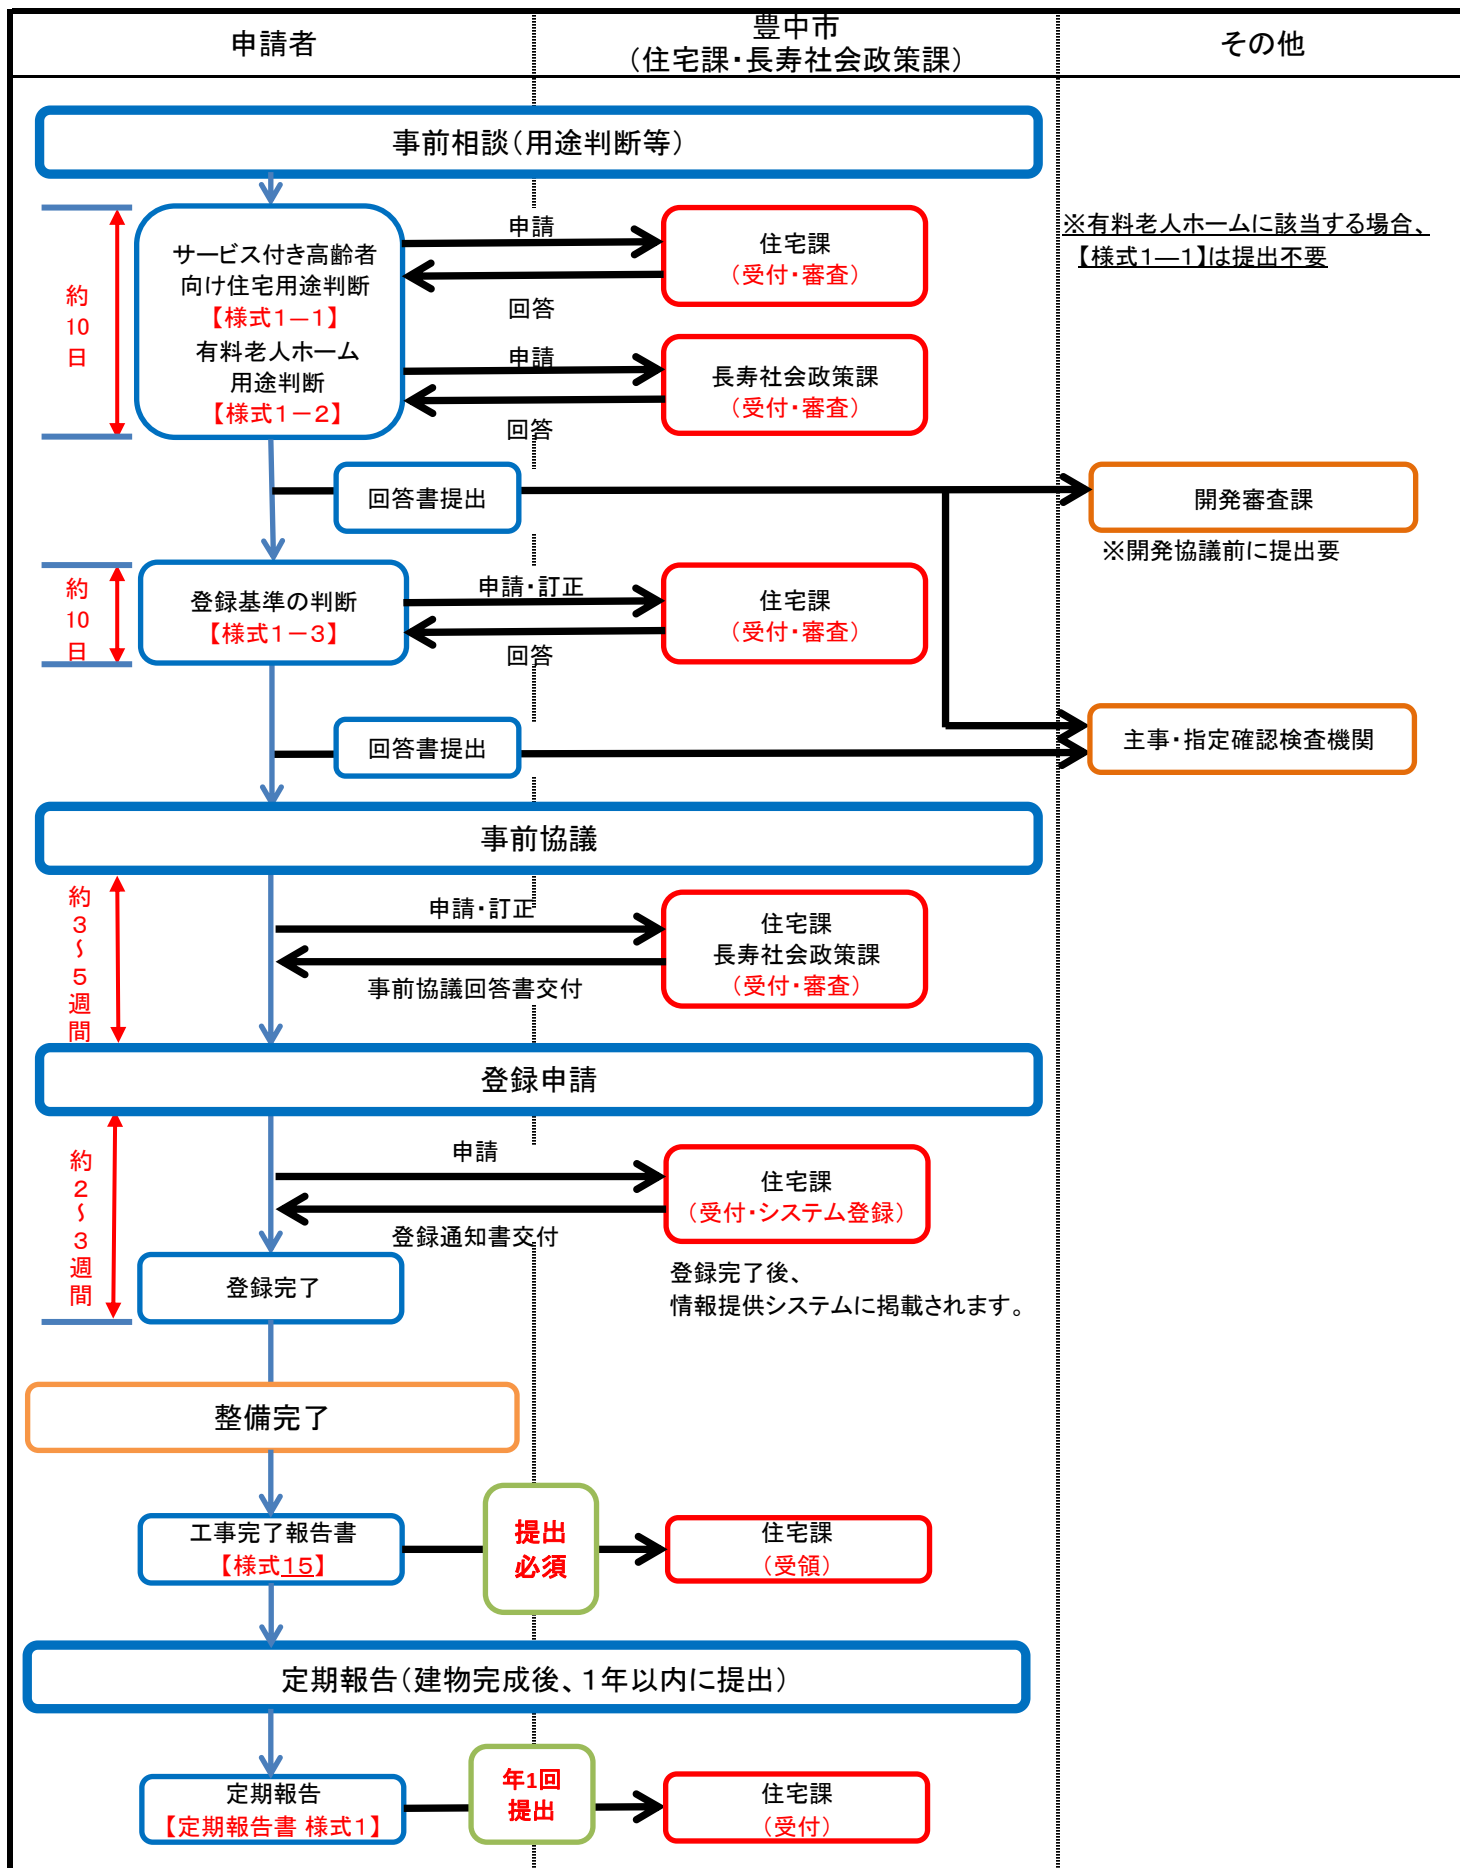 申請者
豊中市
（住宅課・長寿社会政策課）
その他
事前相談（用途判断等）
約
10
日
サービス付き高齢者
向け住宅用途判断
【様式1－1】
有料老人ホーム
用途判断
【様式1－2】
申請
回答
住宅課
（受付・審査）
申請
回答
長寿社会政策課
（受付・審査）
※有料老人ホームに該当する場合、
【様式1―1】は提出不要
回答書提出
開発審査課
※開発協議前に提出要
約
10
日
登録基準の判断
【様式1－3】
申請・訂正
回答
住宅課
（受付・審査）
回答書提出
主事・指定確認検査機関
事前協議
約
3
～
5
週
間
申請・訂正
事前協議回答書交付
住宅課
長寿社会政策課
（受付・審査）
登録申請
約
2
～
3
週
間
申請
登録通知書交付
住宅課
（受付・システム登録）
登録完了
登録完了後、
情報提供システムに掲載されます。
整備完了
工事完了報告書
【様式15】
提出
必須
住宅課
（受領）
定期報告（建物完成後、1年以内に提出）
定期報告
【定期報告書 様式1】
年1回
提出
住宅課
（受付）